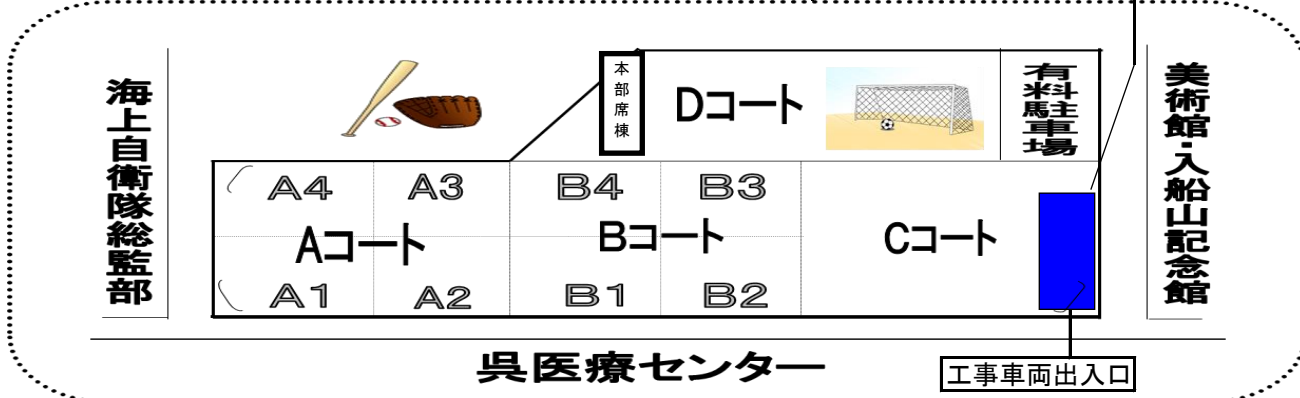 海上自衛隊総監部
本部席棟
Dコート
有料駐車場
美術館・入船山記念館
A4
A3
B4
B3
Aコート
Bコート
Cコート
A1
A2
B1
B2
呉医療センター
工事車両出入口